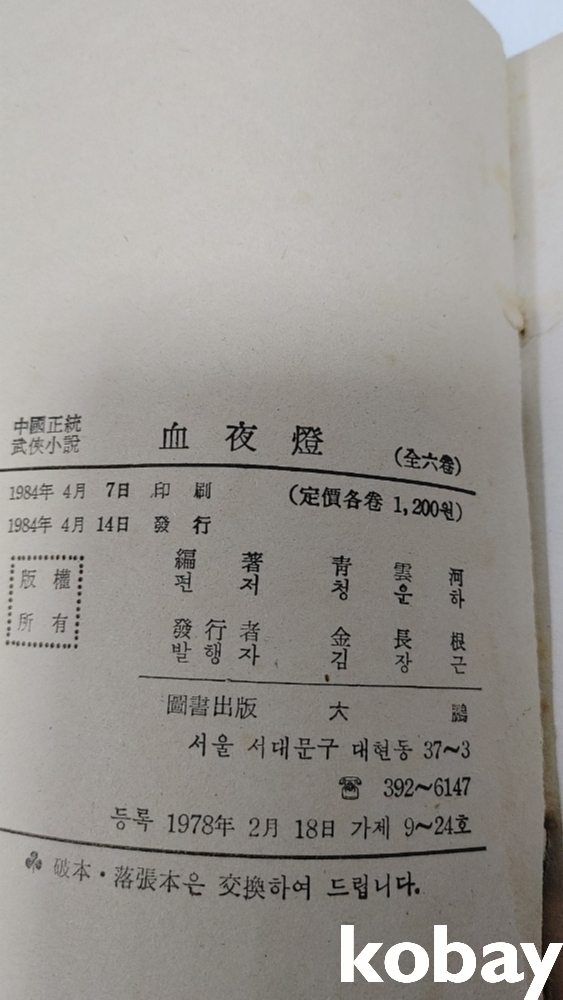 中國正統
武俠小說
血夜燈
(全六卷)
1984年 4月 7日 印刷
(定價各卷 1,200원)
1984年 4月 14日 發行
版權
所有
編著 靑雲河
편저 청운하
發行者 金長根
발행자 김장근
圖書出版 大鵬
서울 서대문구 대현동 37~3
☎ 392~6147
등록 1978年 2月 18日 가제 9~24호
♣ 破本·落張本은 交換하여 드립니다.
kobay